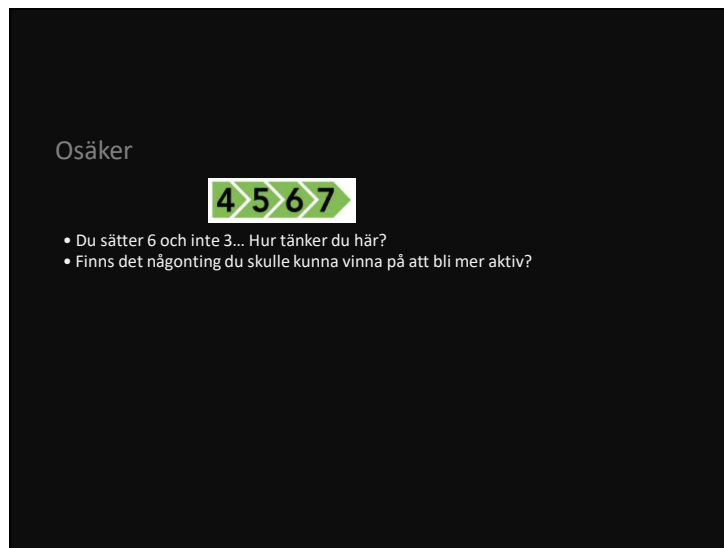 Osäker
4 5 6 7
• Du sätter 6 och inte 3... Hur tänker du här?
• Finns det någonting du skulle kunna vinna på att bli mer aktiv?